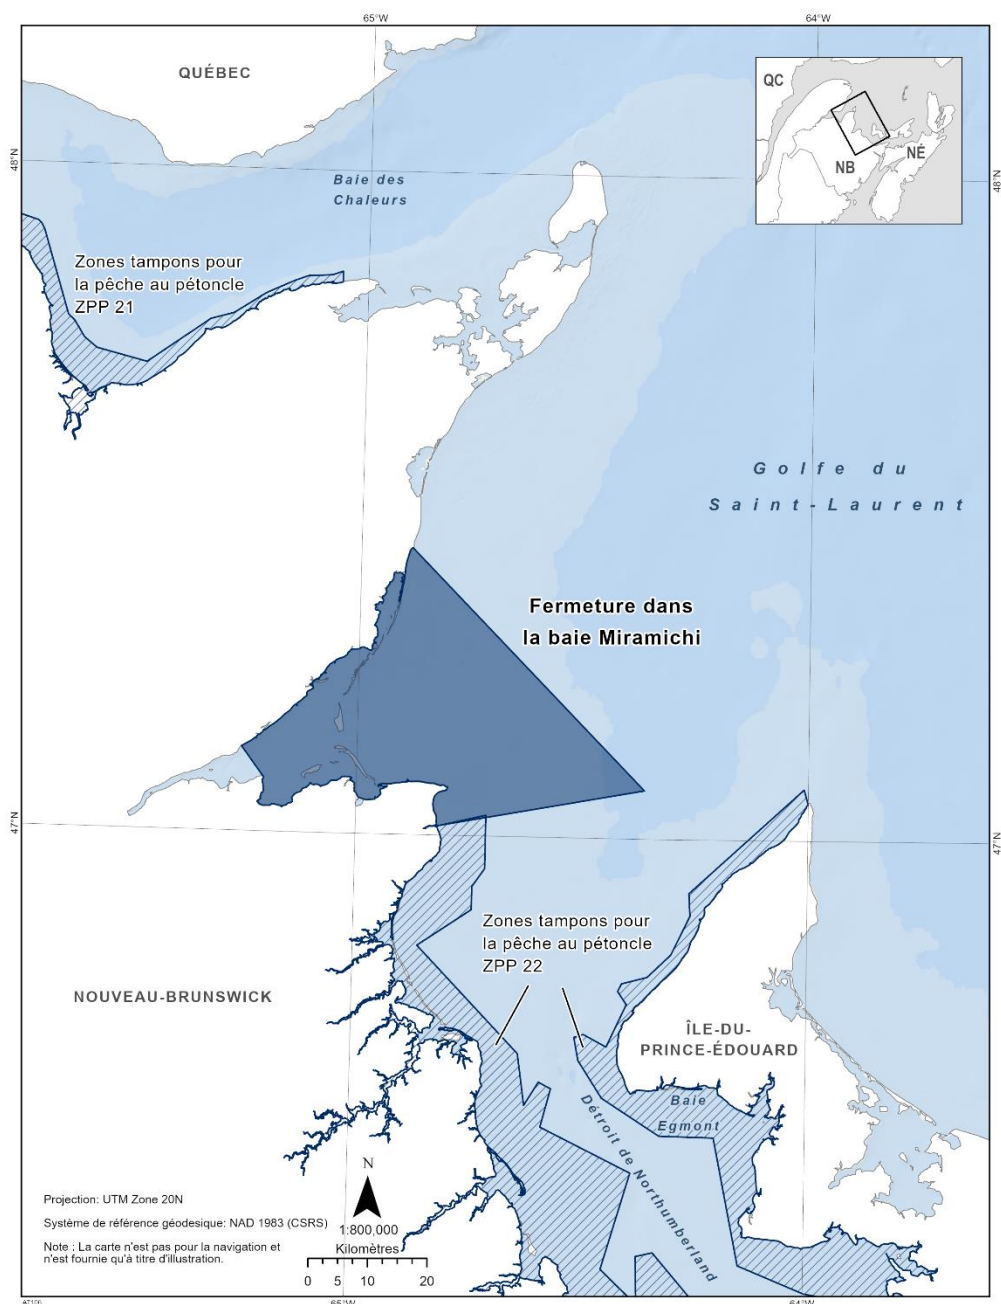 65°W
64°W
QUÉBEC
QC
NB
NÉ
48°N
48°N
Baie des
Chaleurs
Zones tampons pour
la pêche au pétoncle
ZPP 21
Golfe du
Saint-Laurent
Fermeture dans
la baie Miramichi
47°N
47°N
Zones tampons pour
la pêche au pétoncle
ZPP 22
NOUVEAU-BRUNSWICK
ÎLE-DU-
PRINCE-ÉDOUARD
Baie
Egmont
Détroit de Northumberland
N
1:800,000
Kilomètres
0 5 10 20
Projection: UTM Zone 20N
Système de référence géodesique: NAD 1983 (CSRS)
Note : La carte n'est pas pour la navigation et
n'est fournie qu'à titre d'illustration.
65°W
64°W